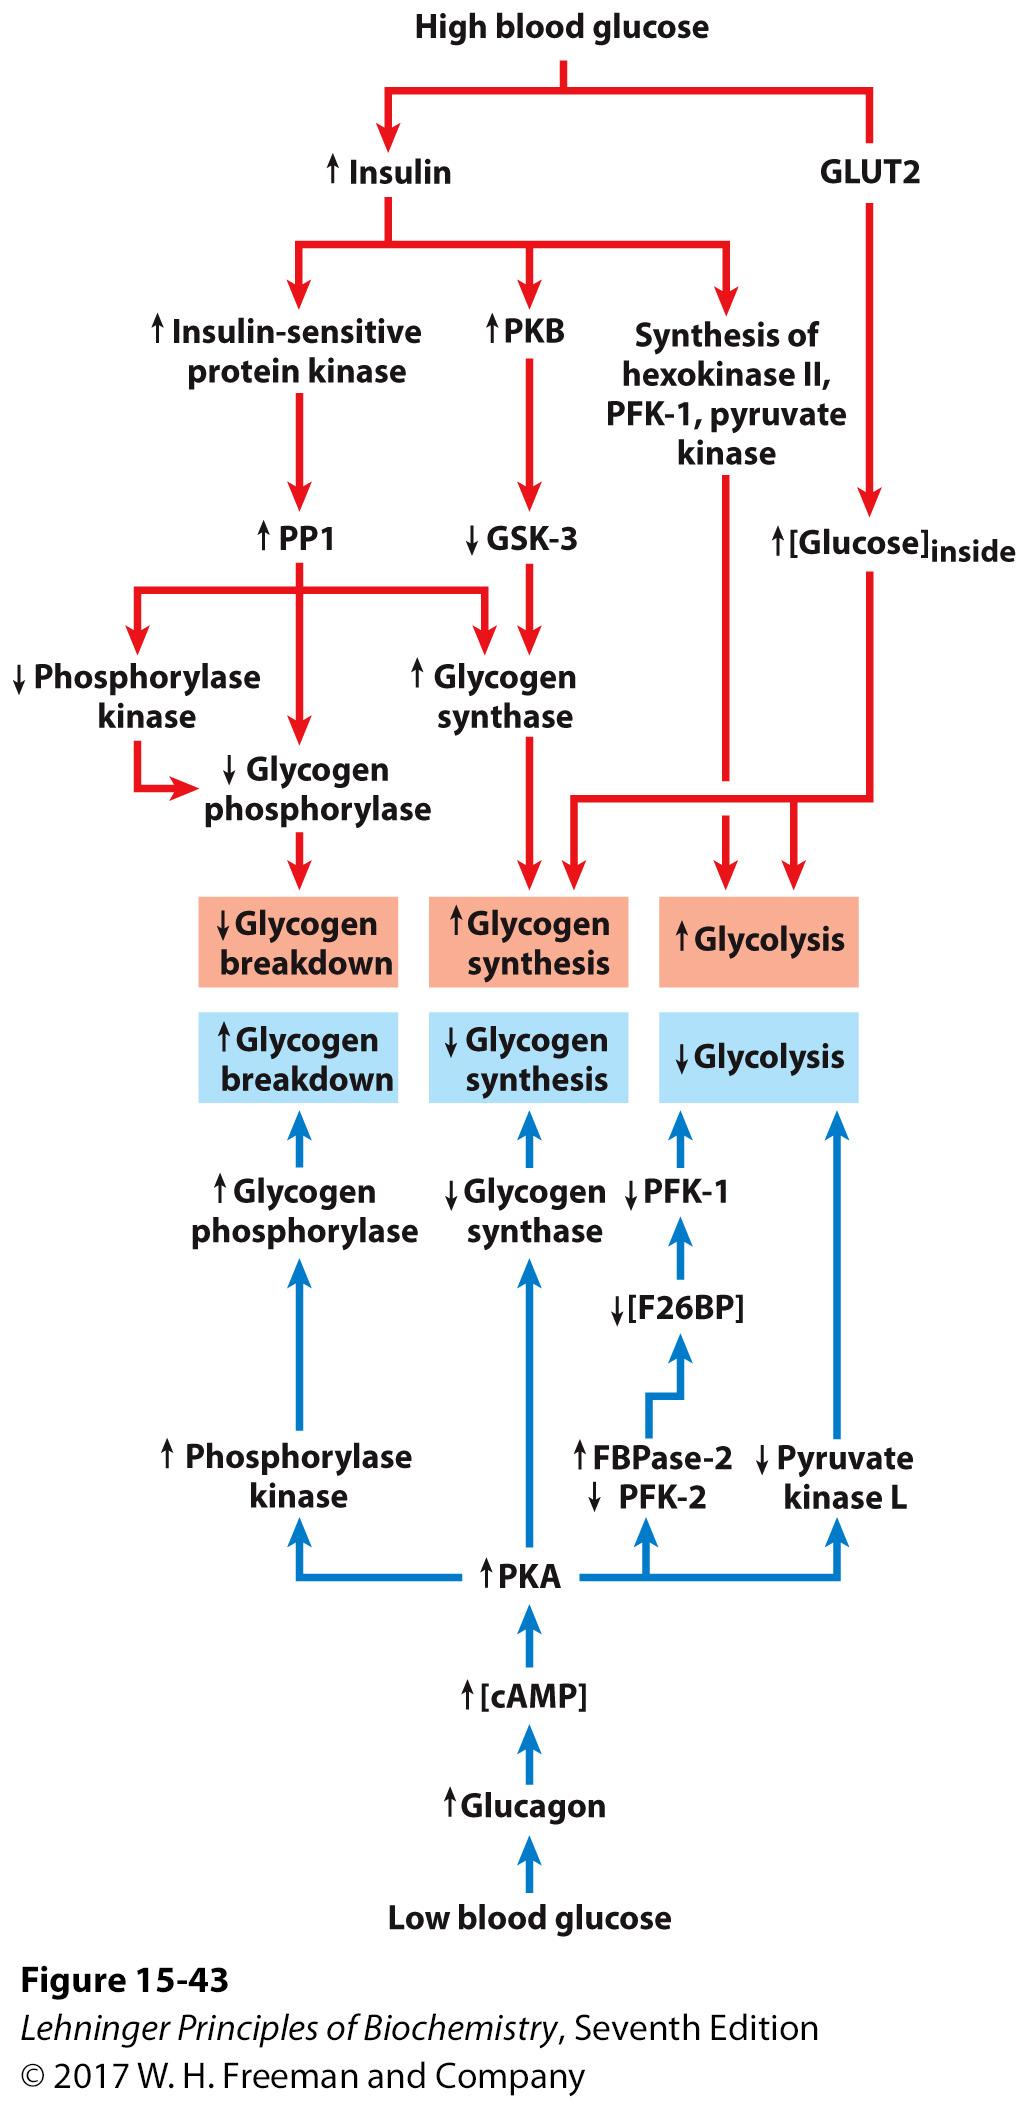 High blood glucose
↑ Insulin
GLUT2
↑ Insulin-sensitive
protein kinase
↑ PKB
Synthesis of
hexokinase II,
PFK-1, pyruvate
kinase
↑ PP1
↓ GSK-3
↑ [Glucose]inside
↓ Phosphorylase
kinase
↑ Glycogen
synthase
↓ Glycogen
phosphorylase
↓ Glycogen
breakdown
↑ Glycogen
synthesis
↑ Glycolysis
↑ Glycogen
breakdown
↓ Glycogen
synthesis
↓ Glycolysis
↑ Glycogen
phosphorylase
↓ Glycogen
synthase
↓ PFK-1
↓ [F26BP]
↑ Phosphorylase
kinase
↑ FBPase-2
↓ PFK-2
↓ Pyruvate
kinase L
↑ PKA
↑ [cAMP]
↑ Glucagon
Low blood glucose
Figure 15-43
Lehninger Principles of Biochemistry, Seventh Edition
© 2017 W. H. Freeman and Company